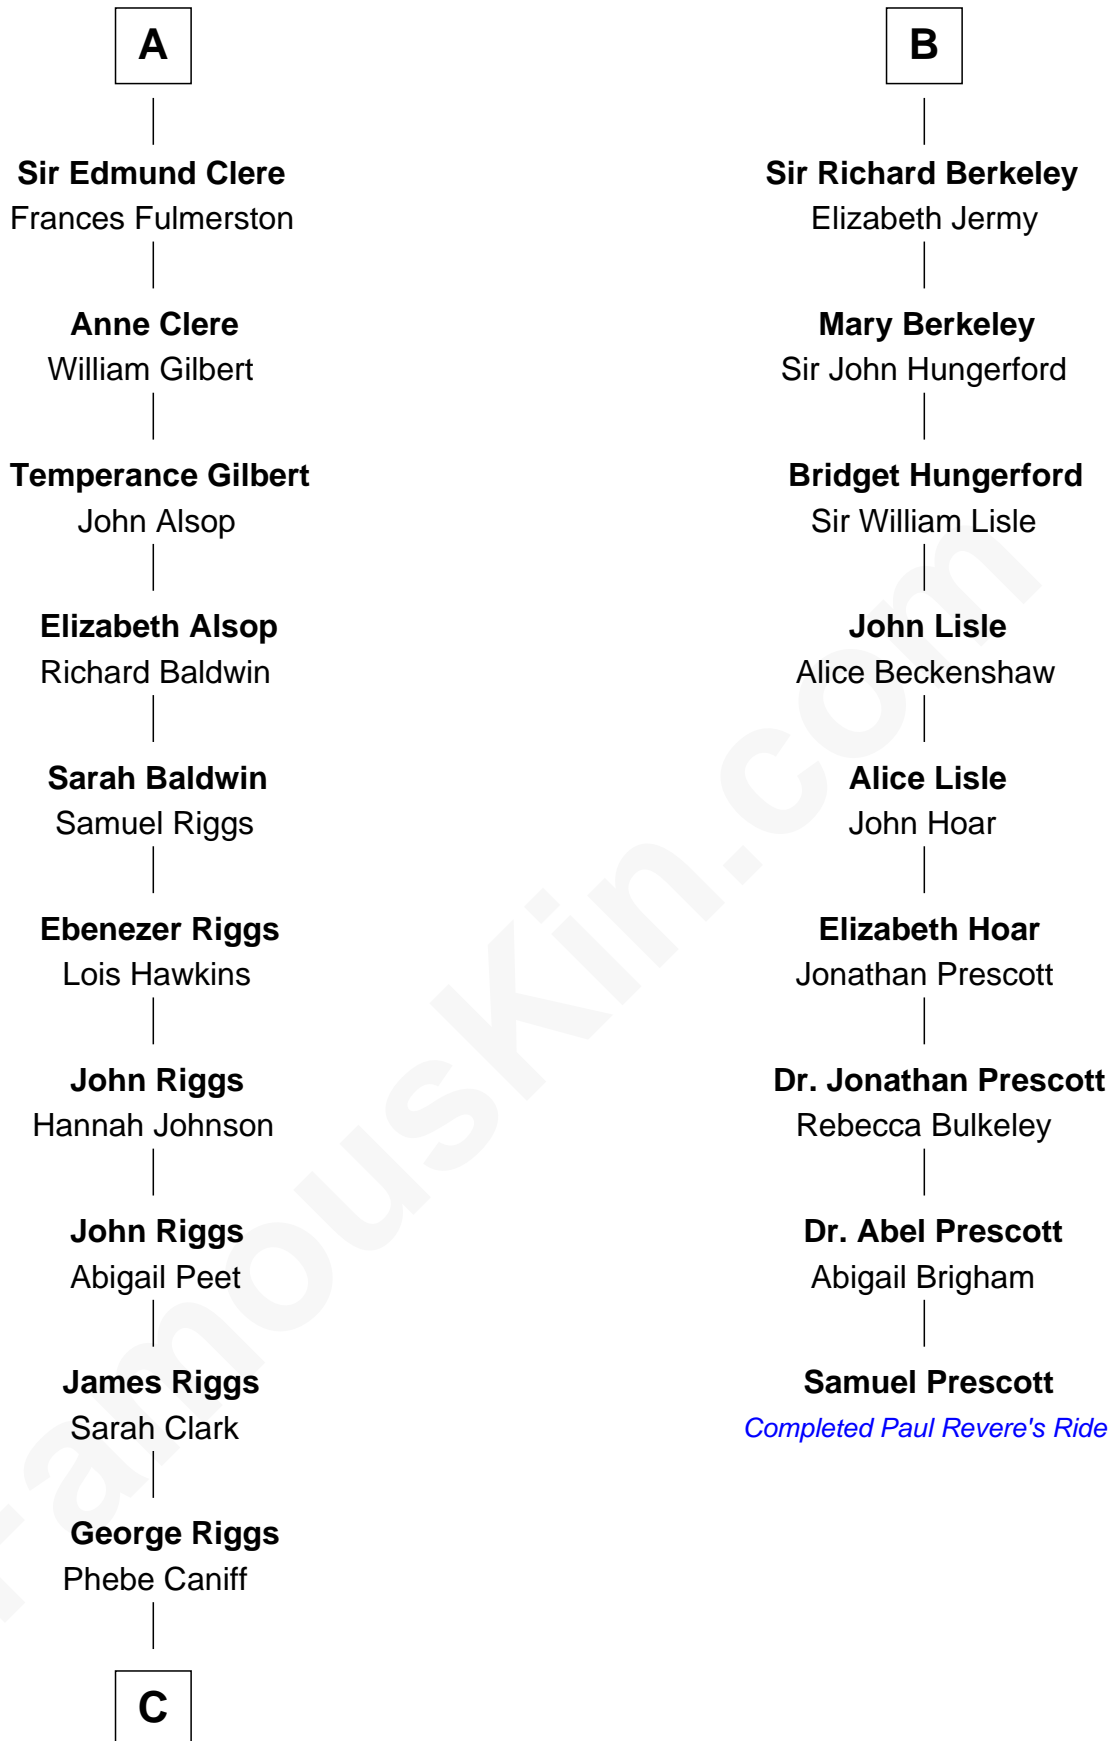 A
Sir Edmund Clere
Frances Fulmerston
Anne Clere
William Gilbert
Temperance Gilbert
John Alsop
Elizabeth Alsop
Richard Baldwin
Sarah Baldwin
Samuel Riggs
Ebenezer Riggs
Lois Hawkins
John Riggs
Hannah Johnson
John Riggs
Abigail Peet
James Riggs
Sarah Clark
George Riggs
Phebe Caniff
C
B
Sir Richard Berkeley
Elizabeth Jermy
Mary Berkeley
Sir John Hungerford
Bridget Hungerford
Sir William Lisle
John Lisle
Alice Beckenshaw
Alice Lisle
John Hoar
Elizabeth Hoar
Jonathan Prescott
Dr. Jonathan Prescott
Rebecca Bulkeley
Dr. Abel Prescott
Abigail Brigham
Samuel Prescott
Completed Paul Revere's Ride
FamousKin.com